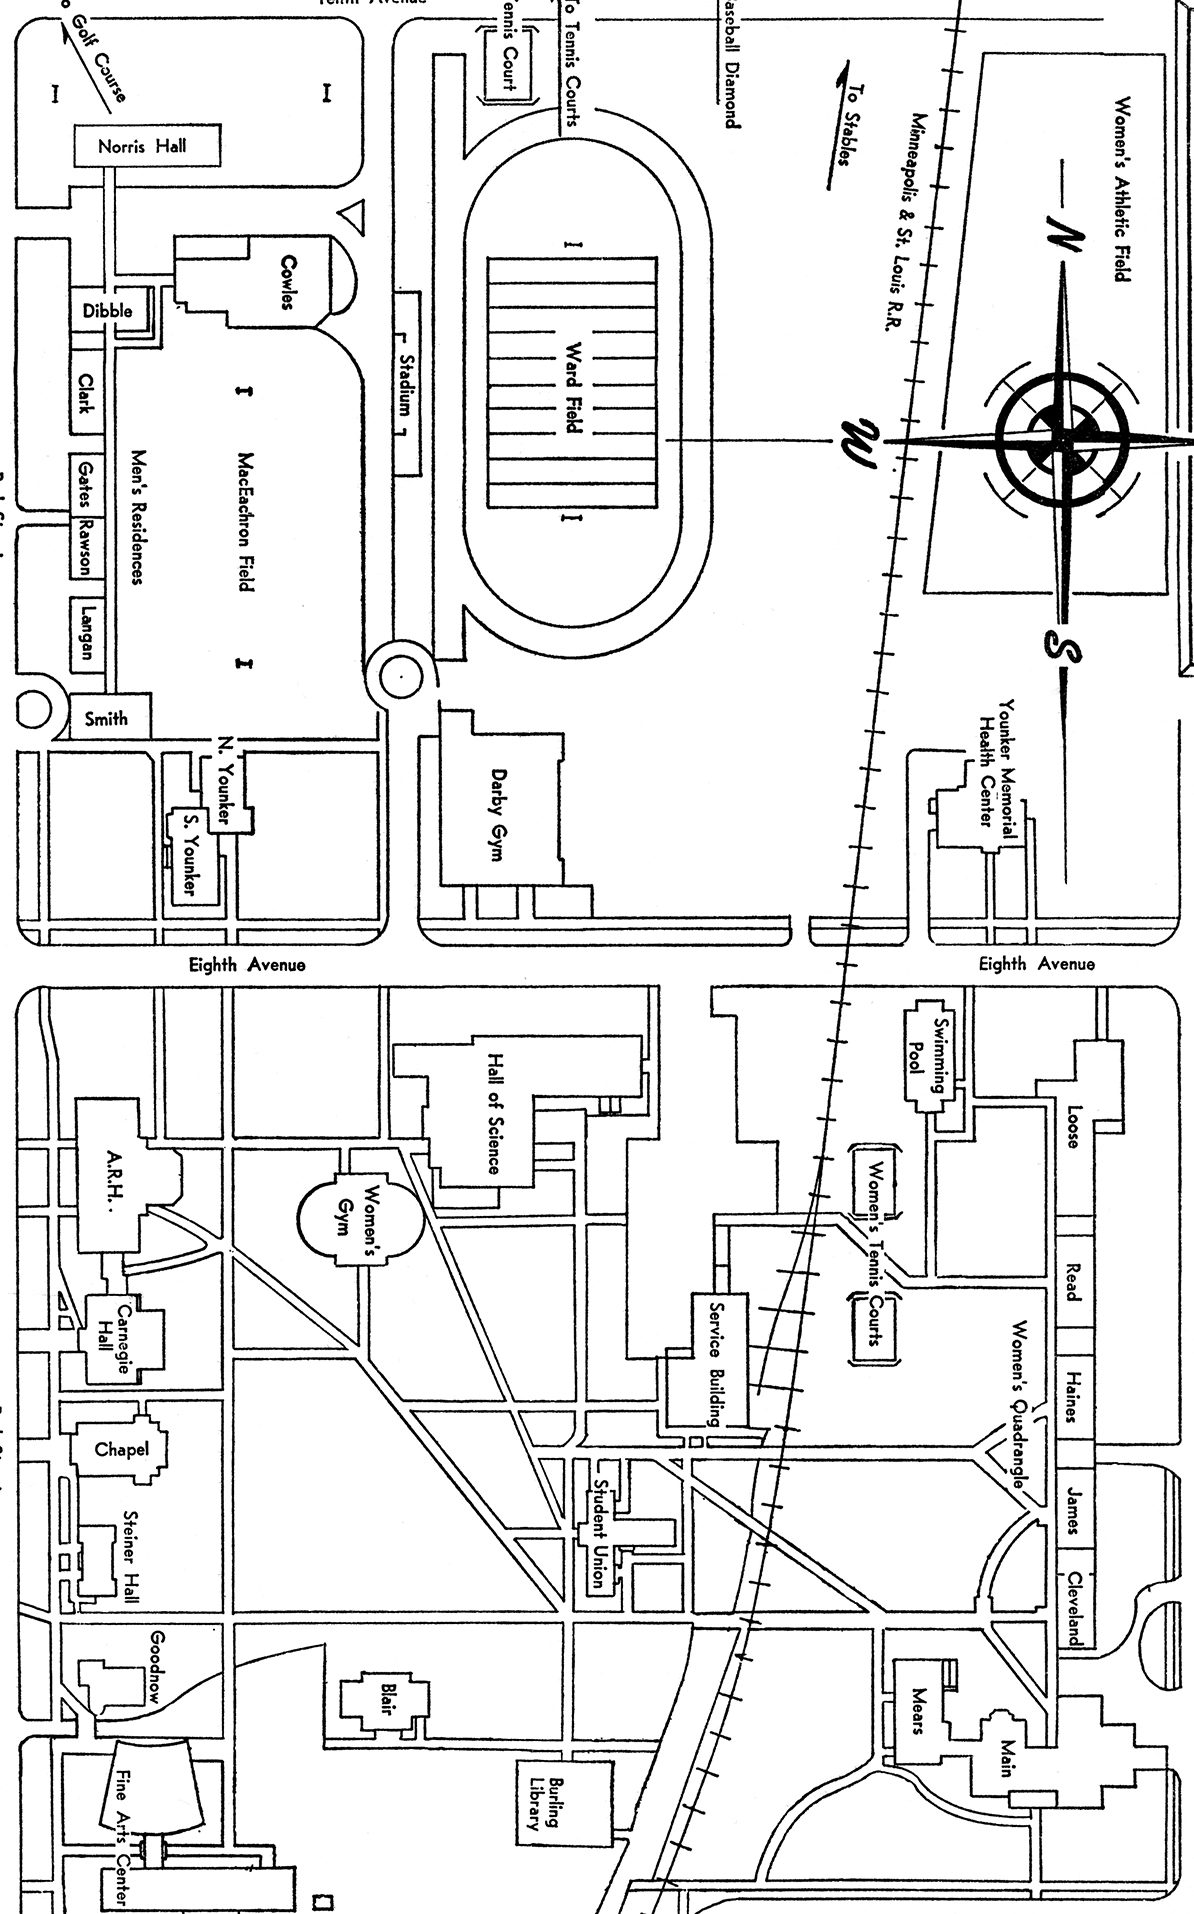 Tenth Avenue
To Golf Course
I
I
Norris Hall
Tennis Court
To Tennis Courts
Baseball Diamond
To Stables
Minneapolis & St. Louis R.R.
Women's Athletic Field
N
W
S
Cowles
Dibble
Clark
Gates
Rawson
Langan
Smith
Men's Residences
I
MacEachron Field
I
Stadium
I
Ward Field
I
N. Younker
S. Younker
Darby Gym
Younker Memorial
Health Center
Eighth Avenue
Eighth Avenue
Hall of Science
Swimming
Pool
Loose
A.R.H..
Women's
Gym
Women's Tennis Courts
Read
Carnegie
Hall
Service Building
Women's Quadrangle
Haines
Chapel
Steiner Hall
Student Union
James
Cleveland
Goodnow
Blair
Mears
Main
Burling
Library
Fine Arts Center